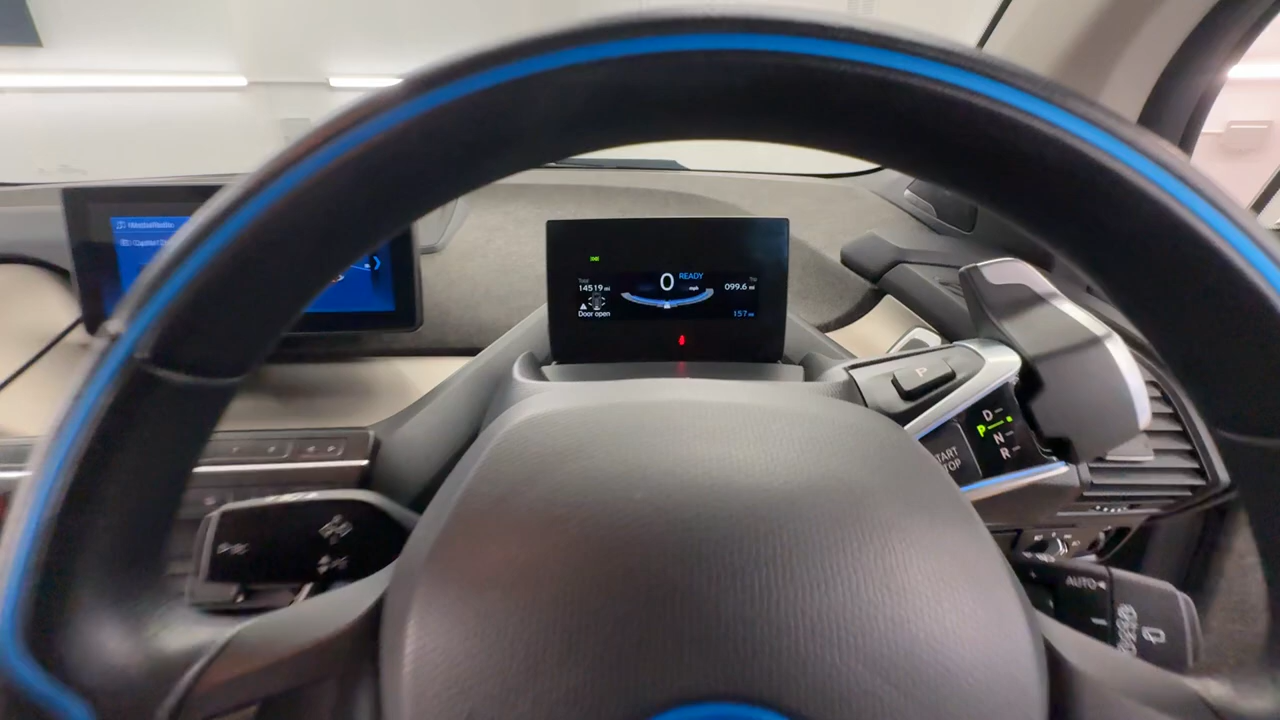 0 READY
mph
Total
14519 mi
Trip
099.6 mi
Door open
157 mi
P
D
P
N
R
START
STOP
AUTO